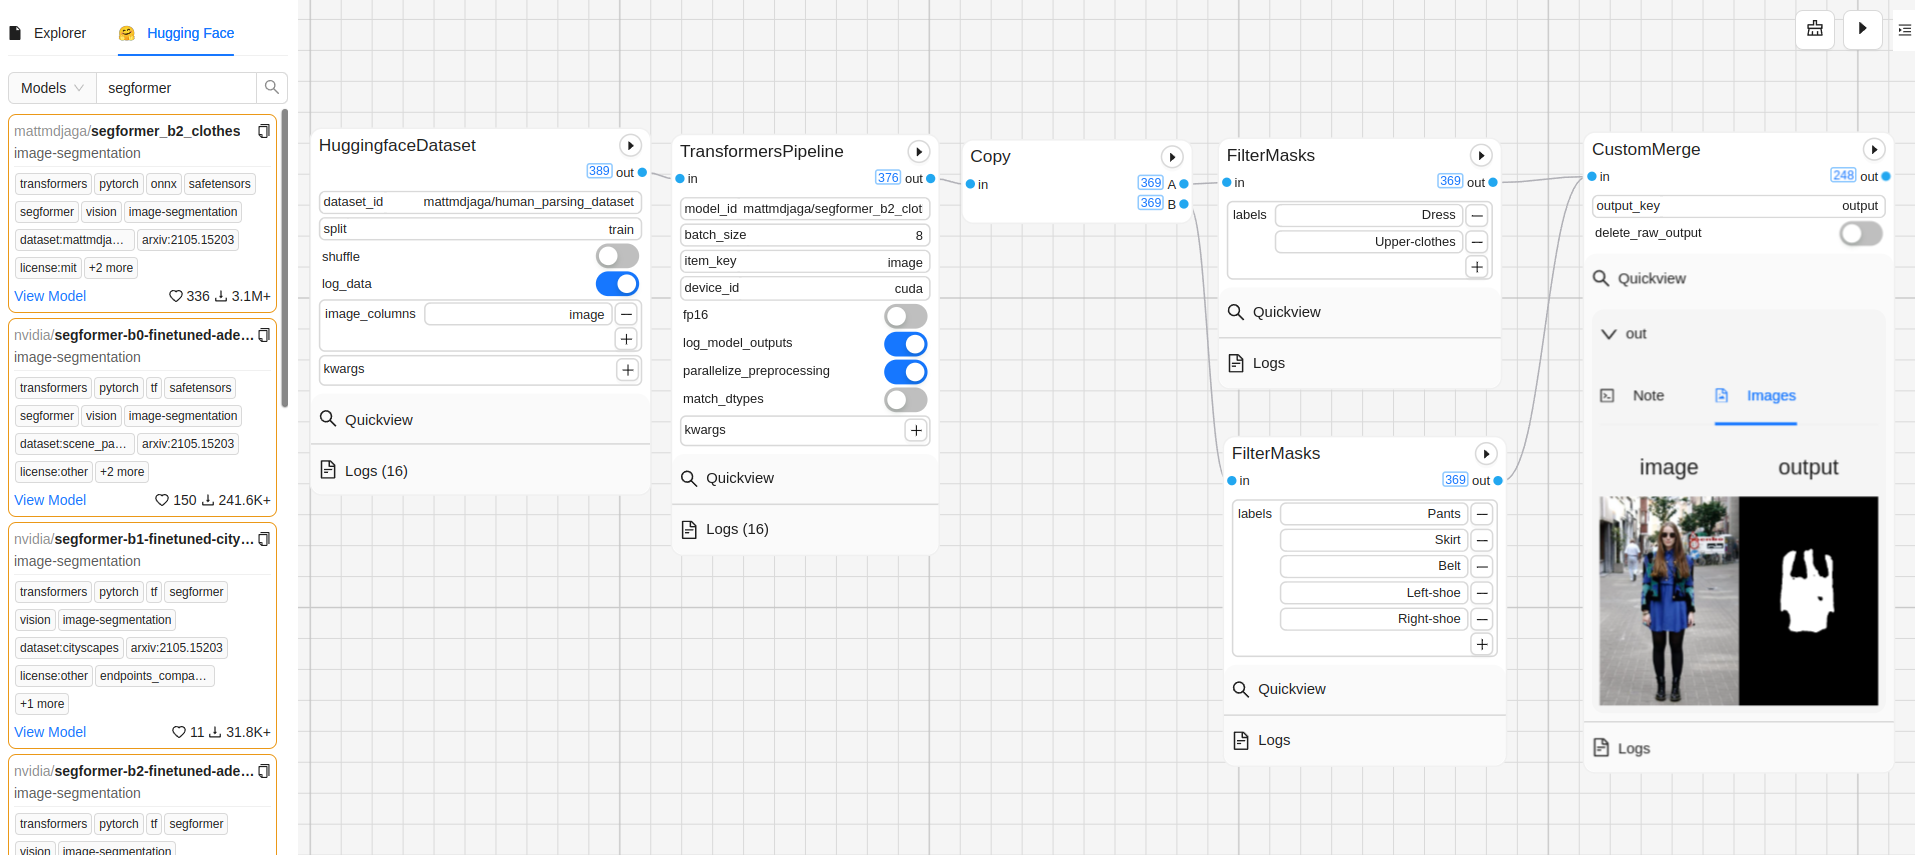 Explorer
Hugging Face
Models
segformer
mattmdjaga/segformer_b2_clothes
image-segmentation
transformers pytorch onnx safetensors
segformer vision image-segmentation
dataset:mattmdja... arxiv:2105.15203
license:mit +2 more
View Model 336 3.1M+
nvidia/segformer-b0-finetuned-ade...
image-segmentation
transformers pytorch tf safetensors
segformer vision image-segmentation
dataset:scene_pa... arxiv:2105.15203
license:other +2 more
View Model 150 241.6K+
nvidia/segformer-b1-finetuned-city...
image-segmentation
transformers pytorch tf segformer
vision image-segmentation
dataset:cityscapes arxiv:2105.15203
license:other endpoints_compa...
+1 more
View Model 11 31.8K+
nvidia/segformer-b2-finetuned-ade...
image-segmentation
transformers pytorch tf segformer
vision image-segmentation
HuggingfaceDataset
389 out
dataset_id mattmdjaga/human_parsing_dataset
split train
shuffle
log_data
image_columns image
kwargs
Quickview
Logs (16)
TransformersPipeline
in 376 out
model_id mattmdjaga/segformer_b2_clot
batch_size 8
item_key image
device_id cuda
fp16
log_model_outputs
parallelize_preprocessing
match_dtypes
kwargs
Quickview
Logs (16)
Copy
in 369 A
369 B
FilterMasks
in 369 out
labels Dress
Upper-clothes
Quickview
Logs
FilterMasks
in 369 out
labels Pants
Skirt
Belt
Left-shoe
Right-shoe
Quickview
Logs
CustomMerge
in 248 out
output_key output
delete_raw_output
Quickview
out
Note Images
image output
Logs